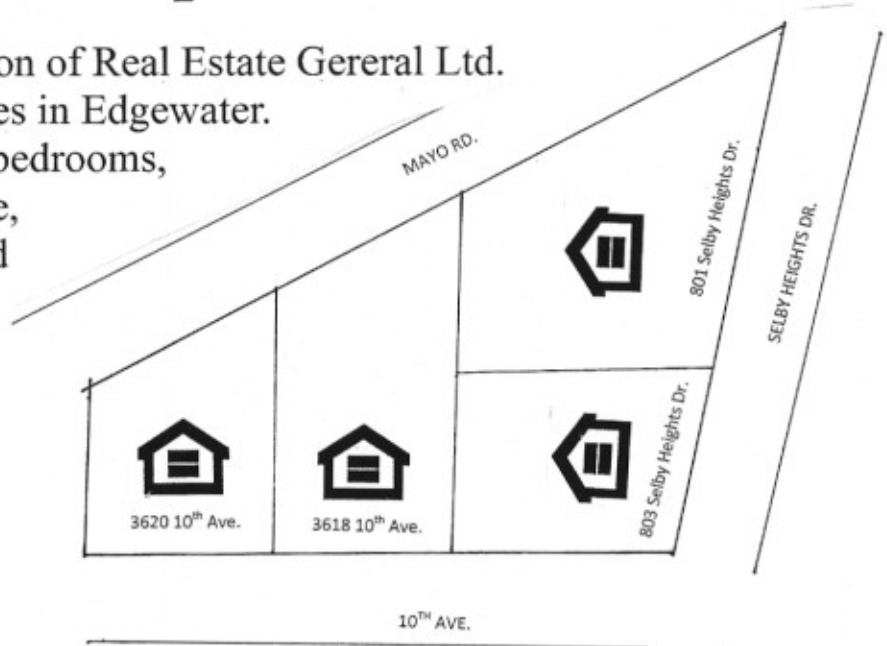 on of Real Estate Gereral Ltd.
es in Edgewater.
bedrooms,
e,
d
MAYO RD.
801 Selby Heights Dr.
SELBY HEIGHTS DR.
803 Selby Heights Dr.
3620 10th Ave.
3618 10th Ave.
10TH AVE.